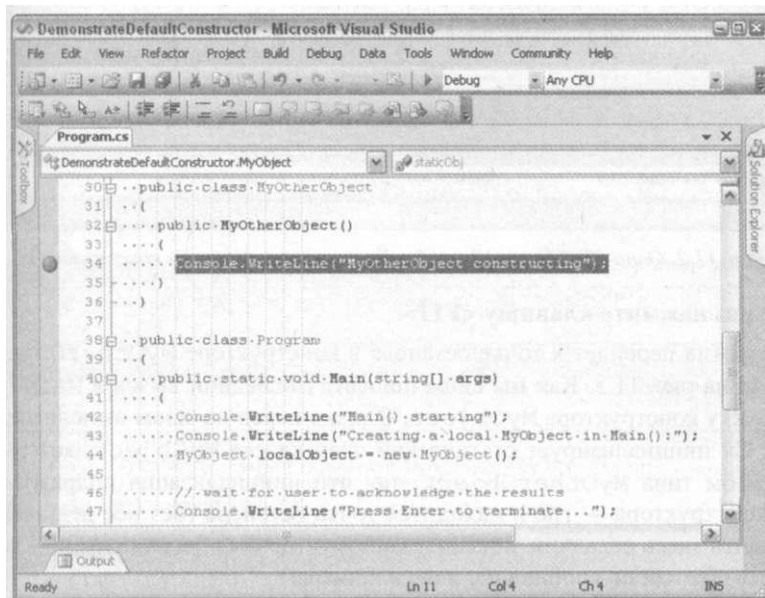 DemonstrateDefaultConstructor - Microsoft Visual Studio
File Edit View Refactor Project Build Debug Data Tools Window Community Help
Debug Any CPU
Program.cs
DemonstrateDefaultConstructor.MyObject staticObj
Toolbox
Solution Explorer
30 public class MyOtherObject
31 {
32 public MyOtherObject()
33 {
34 Console.WriteLine("MyOtherObject constructing");
35 }
36 }
37
38 public class Program
39
40 public static void Main(string[] args)
41 {
42 Console.WriteLine("Main() starting");
43 Console.WriteLine("Creating a local MyObject in Main():");
44 MyObject localObject = new MyObject();
45
46 // wait for user to acknowledge the results
47 Console.WriteLine("Press Enter to terminate...");
Output
Ready Ln 11 Col 4 Ch 4 INS